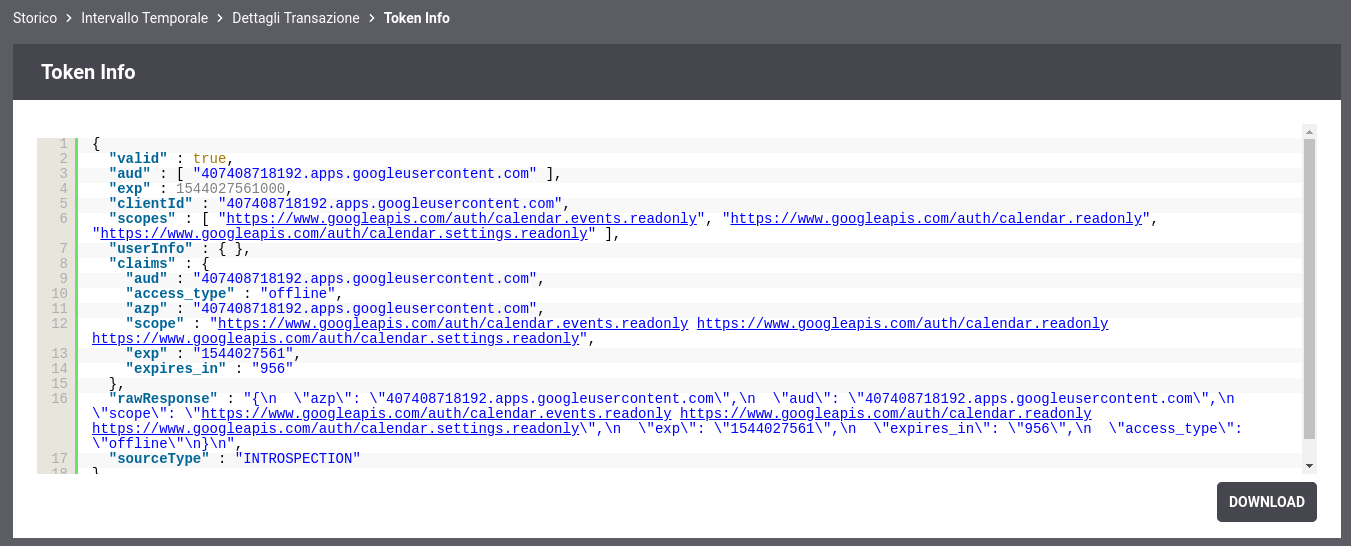 Storico > Intervallo Temporale > Dettagli Transazione > Token Info
Token Info
1 {
2 "valid" : true,
3 "aud" : [ "407408718192.apps.googleusercontent.com" ],
4 "exp" : 1544027561000,
5 "clientId" : "407408718192.apps.googleusercontent.com",
6 "scopes" : [ "https://www.googleapis.com/auth/calendar.events.readonly", "https://www.googleapis.com/auth/calendar.readonly",
"https://www.googleapis.com/auth/calendar.settings.readonly" ],
7 "userInfo" : { },
8 "claims" : {
9 "aud" : "407408718192.apps.googleusercontent.com",
10 "access_type" : "offline",
11 "azp" : "407408718192.apps.googleusercontent.com",
12 "scope" : "https://www.googleapis.com/auth/calendar.events.readonly https://www.googleapis.com/auth/calendar.readonly
https://www.googleapis.com/auth/calendar.settings.readonly",
13 "exp" : "1544027561",
14 "expires_in" : "956"
15 },
16 "rawResponse" : "{\n  \"azp\": \"407408718192.apps.googleusercontent.com\",\n  \"aud\": \"407408718192.apps.googleusercontent.com\",\n
\"scope\": \"https://www.googleapis.com/auth/calendar.events.readonly https://www.googleapis.com/auth/calendar.readonly
https://www.googleapis.com/auth/calendar.settings.readonly\",\n  \"exp\": \"1544027561\",\n  \"expires_in\": \"956\",\n  \"access_type\":
\"offline\"\n}\n",
17 "sourceType" : "INTROSPECTION"
18 }
DOWNLOAD